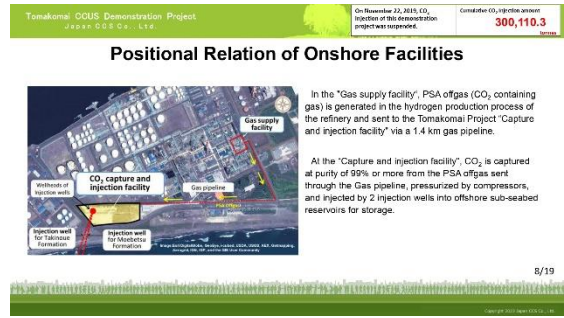 Tomakomai CCUS Demonstration Project
Japan CCS Co., Ltd.
On November 22, 2019, CO₂
injection of this demonstration
project was suspended.
Cumulative CO₂ injection amount
300,110.3
Positional Relation of Onshore Facilities
Gas supply
facility
CO₂ capture and
injection facility
Wellheads of
injection wells
Gas pipeline
PSA offgas
Injection well
for Takinoue
Formation
Injection well
for Moebetsu
Formation
In the "Gas supply facility", PSA offgas (CO₂ containing
gas) is generated in the hydrogen production process of
the refinery and sent to the Tomakomai Project "Capture
and injection facility" via a 1.4 km gas pipeline.
At the "Capture and injection facility", CO₂ is captured
at purity of 99% or more from the PSA offgas sent
through the Gas pipeline, pressurized by compressors,
and injected by 2 injection wells into offshore sub-seabed
reservoirs for storage.
8/19